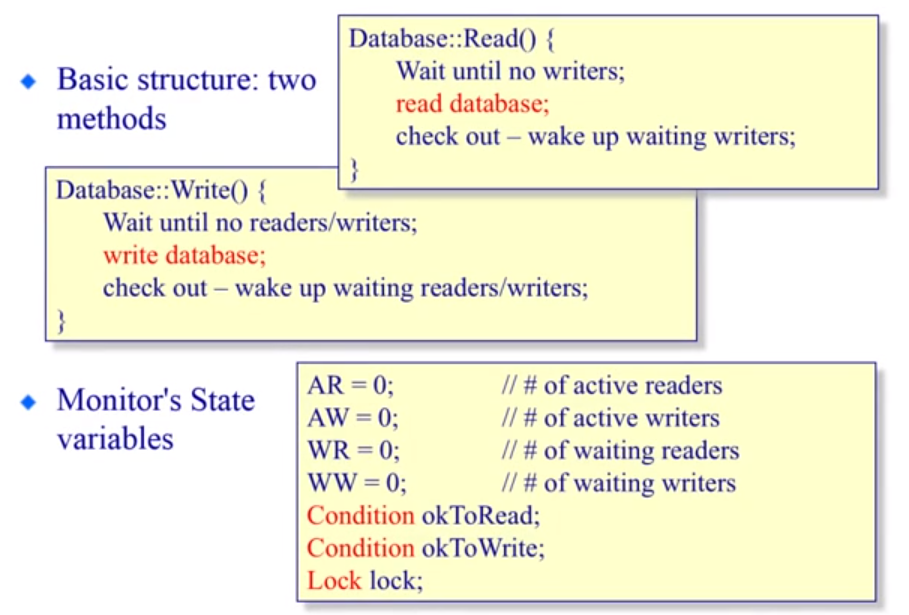 Basic structure: two
methods
Database::Read() {
Wait until no writers;
read database;
check out – wake up waiting writers;
}
Database::Write() {
Wait until no readers/writers;
write database;
check out – wake up waiting readers/writers;
}
Monitor's State
variables
AR = 0; // # of active readers
AW = 0; // # of active writers
WR = 0; // # of waiting readers
WW = 0; // # of waiting writers
Condition okToRead;
Condition okToWrite;
Lock lock;